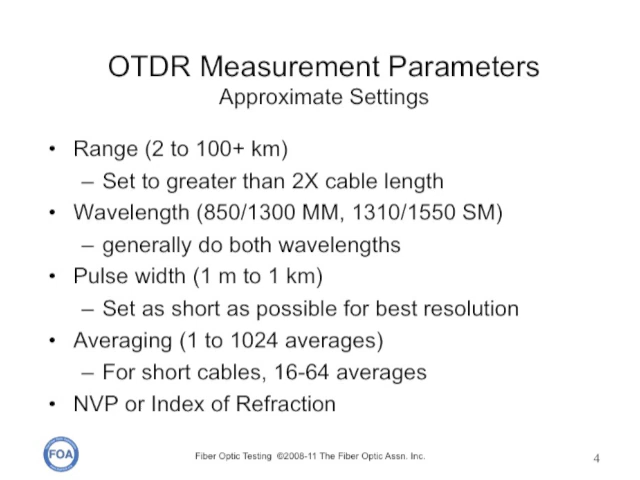 OTDR Measurement Parameters
Approximate Settings
• Range (2 to 100+ km)
– Set to greater than 2X cable length
• Wavelength (850/1300 MM, 1310/1550 SM)
– generally do both wavelengths
• Pulse width (1 m to 1 km)
– Set as short as possible for best resolution
• Averaging (1 to 1024 averages)
– For short cables, 16-64 averages
• NVP or Index of Refraction
FOA
Fiber Optic Testing ©2008-11 The Fiber Optic Assn. Inc.
4